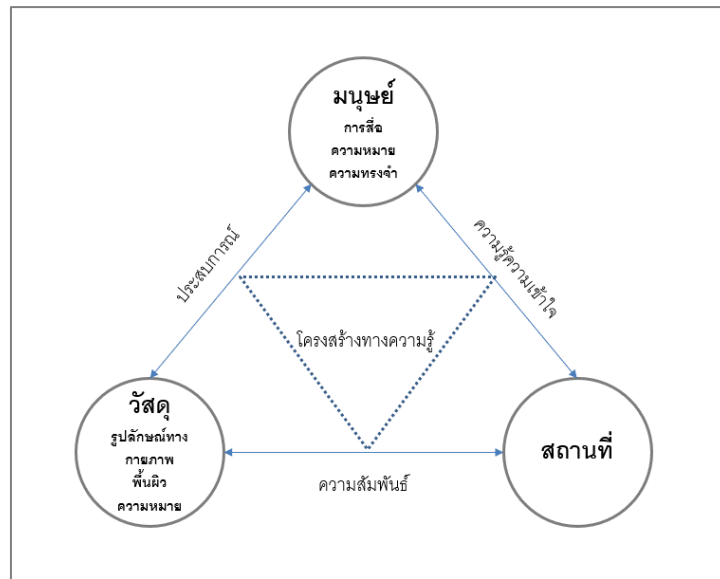 มนุษย์
การสื่อ
ความหมาย
ความทรงจำ
ประสบการณ์
ความรู้ความเข้าใจ
โครงสร้างทางความรู้
วัสดุ
รูปลักษณ์ทาง
กายภาพ
พื้นผิว
ความหมาย
สถานที่
ความสัมพันธ์